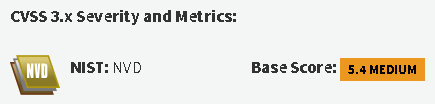 CVSS 3.x Severity and Metrics:
NVD NIST: NVD Base Score: 5.4 MEDIUM